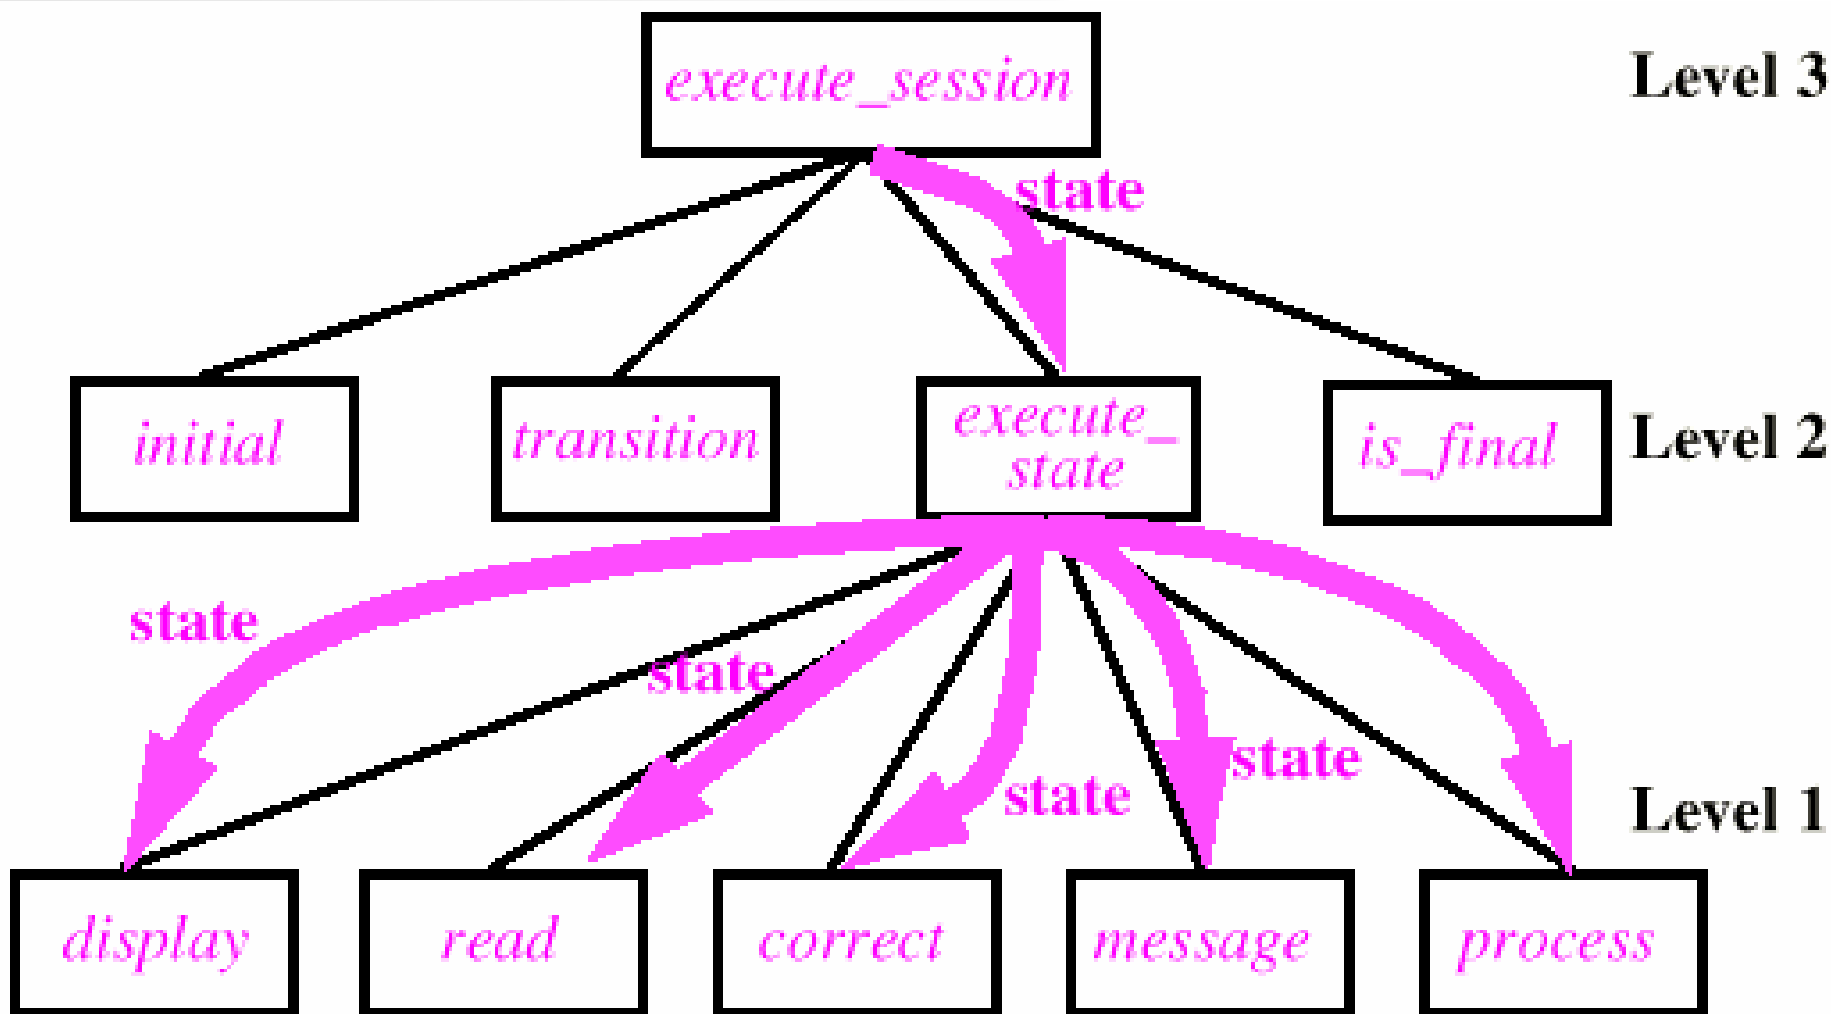 execute_session
Level 3
state
initial
transition
execute_
state
is_final
Level 2
state
state
state
state
Level 1
display
read
correct
message
process